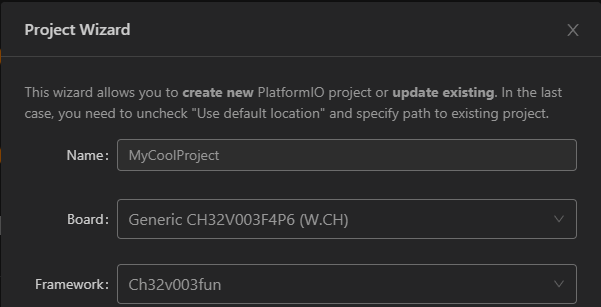 Project Wizard
This wizard allows you to create new PlatformIO project or update existing. In the last
case, you need to uncheck "Use default location" and specify path to existing project.
Name: MyCoolProject
Board: Generic CH32V003F4P6 (W.CH)
Framework: Ch32v003fun